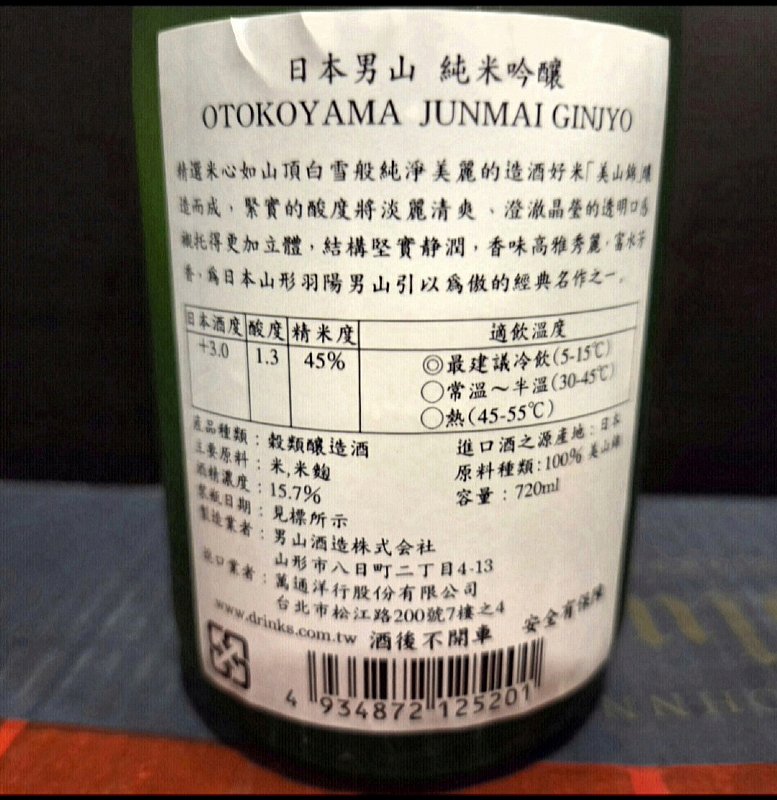 日本男山 純米吟釀
OTOKOYAMA JUNMAI GINJYO
精選米心如山頂白雪般純淨美麗的造酒好米「美山錦」釀
造而成，緊實的酸度將淡麗清爽、澄澈晶瑩的透明口感
襯托得更加立體，結構堅實靜潤，香味高雅秀麗，富水芳
香，為日本山形羽陽男山引以為傲的經典名作之一。
日本酒度 酸度 精米度 適飲溫度
+3.0 1.3 45% ◎最建議冷飲(5-15℃)
○常溫～半溫(30-45℃)
○熱(45-55℃)
產品種類：穀類釀造酒
主要原料：米,米麴
酒精濃度：15.7%
裝瓶日期：見標所示
製造業者：男山酒造株式会社
山形市八日町二丁目4-13
進口業者：萬通洋行股份有限公司
台北市松江路200號7樓之4
進口酒之源產地：日本
原料種類:100% 美山錦
容量：720ml
www.drinks.com.tw 酒後不開車 安全有保障
4 934872 125201